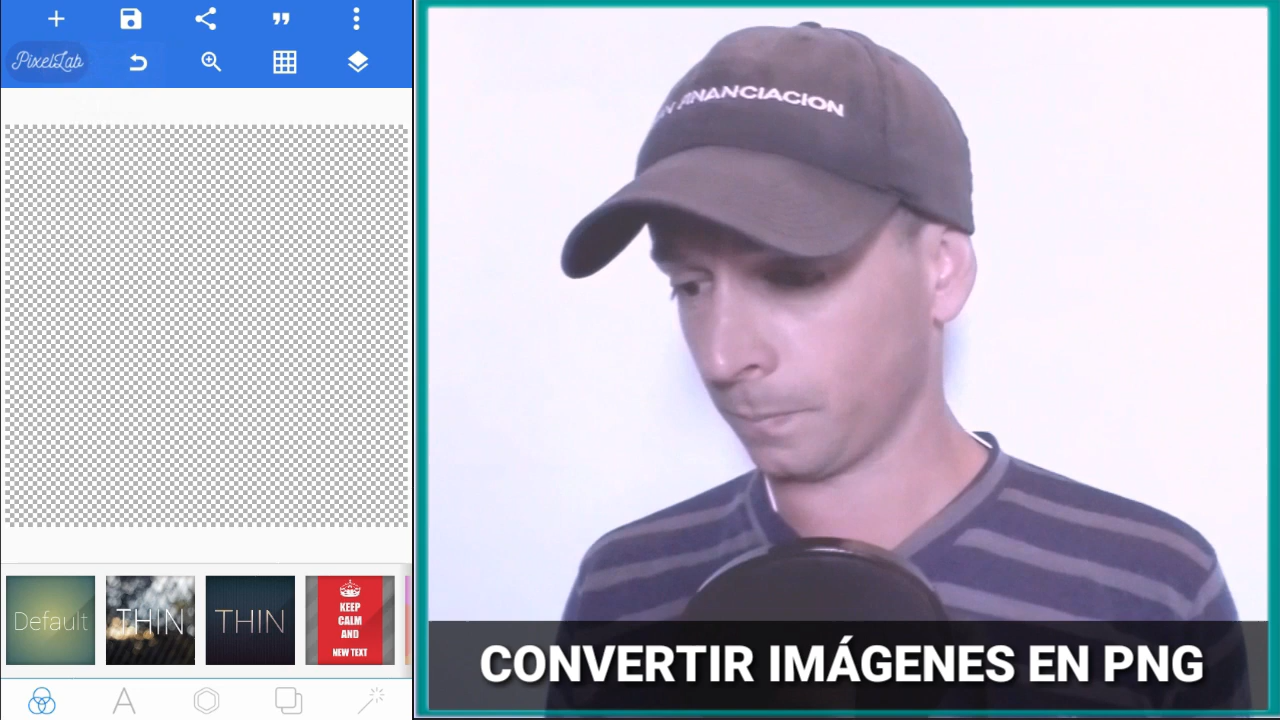 PixelLab
Default
THIN
THIN
KEEP
CALM
AND
NEW TEXT
N FINANCIACION
CONVERTIR IMÁGENES EN PNG